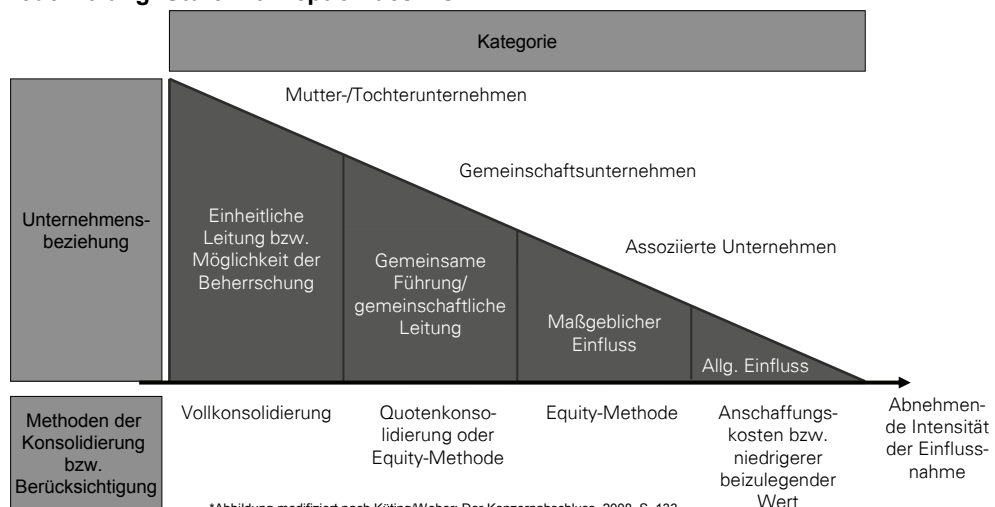 Kategorie
Mutter-/Tochterunternehmen
Gemeinschaftsunternehmen
Assoziierte Unternehmen
Unternehmens-
beziehung
Einheitliche
Leitung bzw.
Möglichkeit der
Beherrschung
Gemeinsame
Führung/
gemeinschaftliche
Leitung
Maßgeblicher
Einfluss
Allg. Einfluss
Methoden der
Konsolidierung
bzw.
Berücksichtigung
Vollkonsolidierung
Quotenkonso-
lidierung oder
Equity-Methode
Equity-Methode
Anschaffungs-
kosten bzw.
niedrigerer
beizulegender
Wert
Abnehmen-
de Intensität
der Einfluss-
nahme